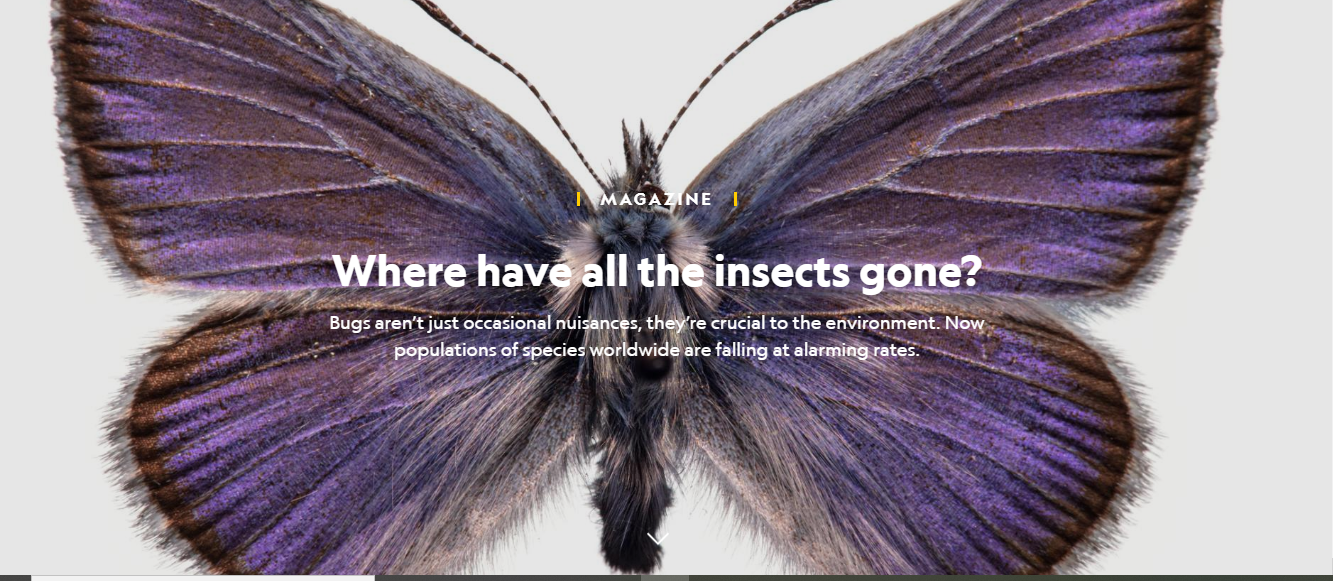 MAGAZINE
Where have all the insects gone?
Bugs aren't just occasional nuisances, they're crucial to the environment. Now
populations of species worldwide are falling at alarming rates.